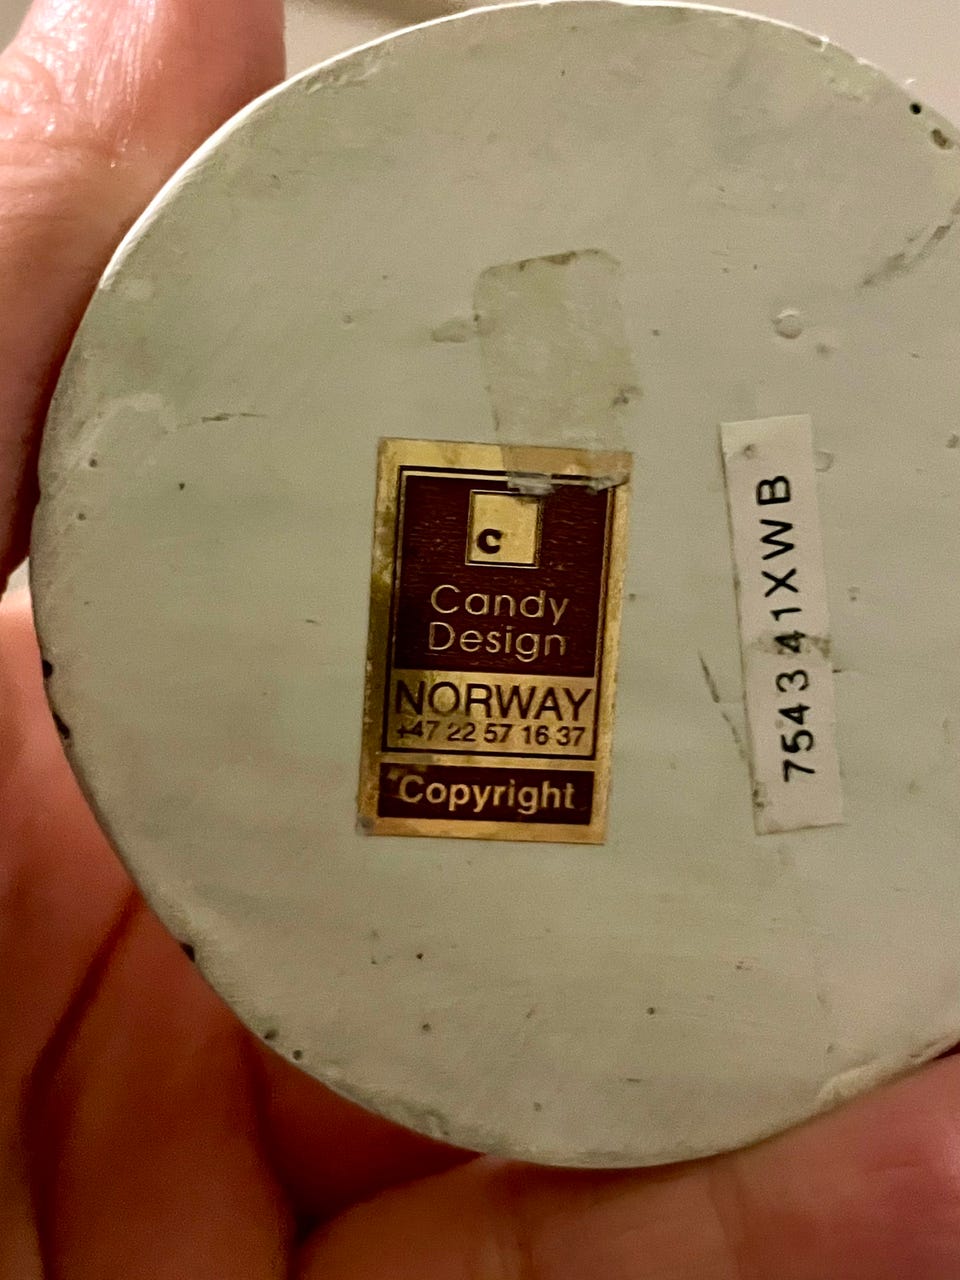 c
Candy
Design
NORWAY
+47 22 57 16 37
Copyright
754341XWB